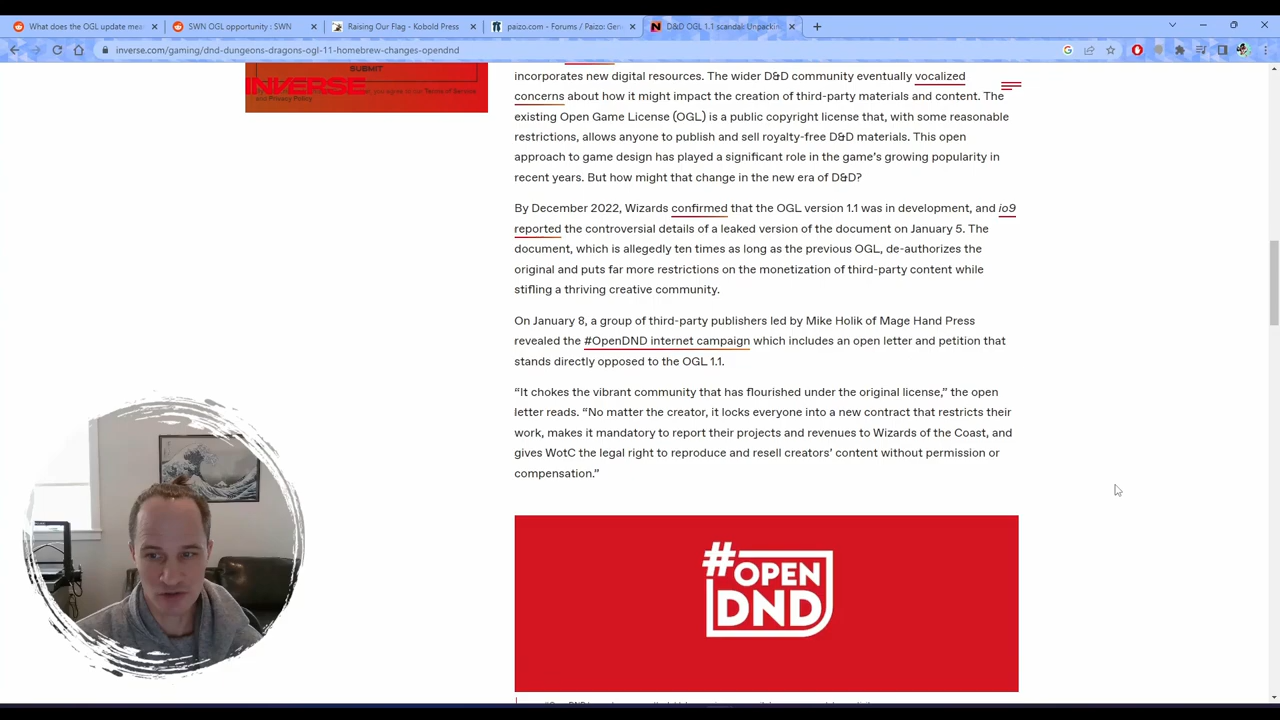 What does the OGL update mea
SWN OGL opportunity : SWN
Raising Our Flag - Kobold Press
paizo.com - Forums / Paizo: Gen
D&D OGL 1.1 scandal: Unpackin
inverse.com/gaming/dnd-dungeons-dragons-ogl-11-homebrew-changes-opendnd
SUBMIT
INVERSE
Terms of Service
and Privacy Policy
incorporates new digital resources. The wider D&D community eventually vocalized
concerns about how it might impact the creation of third-party materials and content. The
existing Open Game License (OGL) is a public copyright license that, with some reasonable
restrictions, allows anyone to publish and sell royalty-free D&D materials. This open
approach to game design has played a significant role in the game’s growing popularity in
recent years. But how might that change in the new era of D&D?
By December 2022, Wizards confirmed that the OGL version 1.1 was in development, and io9
reported the controversial details of a leaked version of the document on January 5. The
document, which is allegedly ten times as long as the previous OGL, de-authorizes the
original and puts far more restrictions on the monetization of third-party content while
stifling a thriving creative community.
On January 8, a group of third-party publishers led by Mike Holik of Mage Hand Press
revealed the #OpenDND internet campaign which includes an open letter and petition that
stands directly opposed to the OGL 1.1.
“It chokes the vibrant community that has flourished under the original license,” the open
letter reads. “No matter the creator, it locks everyone into a new contract that restricts their
work, makes it mandatory to report their projects and revenues to Wizards of the Coast, and
gives WotC the legal right to reproduce and resell creators’ content without permission or
compensation.”
#OPEN
DND